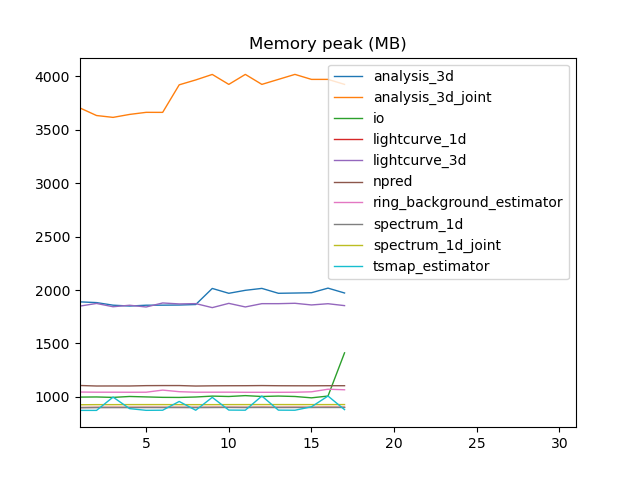 Memory peak (MB)
4000
3500
3000
2500
2000
1500
1000
5
10
15
20
25
30
analysis_3d
analysis_3d_joint
io
lightcurve_1d
lightcurve_3d
npred
ring_background_estimator
spectrum_1d
spectrum_1d_joint
tsmap_estimator